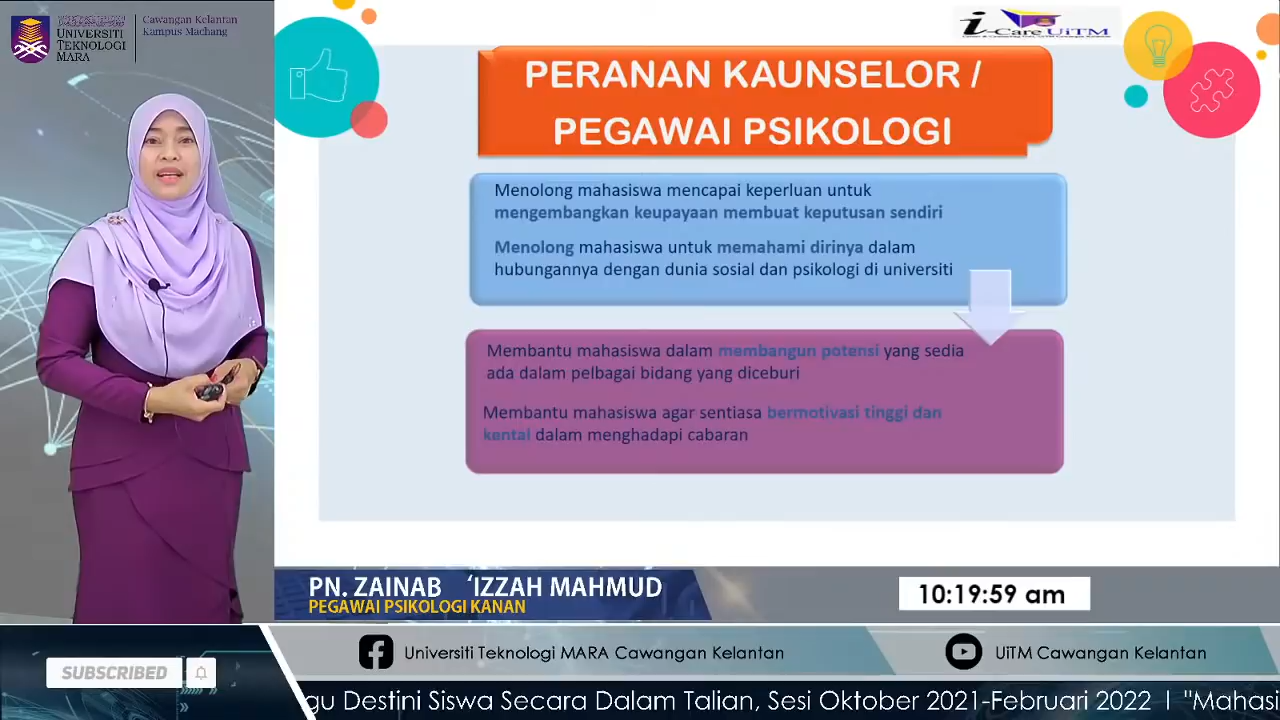 UNIVERSITI
TEKNOLOGI
MARA
Cawangan Kelantan
Kampus Machang
i-Care UiTM
PERANAN KAUNSELOR /
PEGAWAI PSIKOLOGI
Menolong mahasiswa mencapai keperluan untuk
mengembangkan keupayaan membuat keputusan sendiri
Menolong mahasiswa untuk memahami dirinya dalam
hubungannya dengan dunia sosial dan psikologi di universiti
Membantu mahasiswa dalam membangun potensi yang sedia
ada dalam pelbagai bidang yang diceburi
Membantu mahasiswa agar sentiasa bermotivasi tinggi dan
kental dalam menghadapi cabaran
PN. ZAINAB ‘IZZAH MAHMUD
PEGAWAI PSIKOLOGI KANAN
10:19:59 am
SUBSCRIBED
Universiti Teknologi MARA Cawangan Kelantan
UiTM Cawangan Kelantan
gu Destini Siswa Secara Dalam Talian, Sesi Oktober 2021-Februari 2022 | "Mahasi